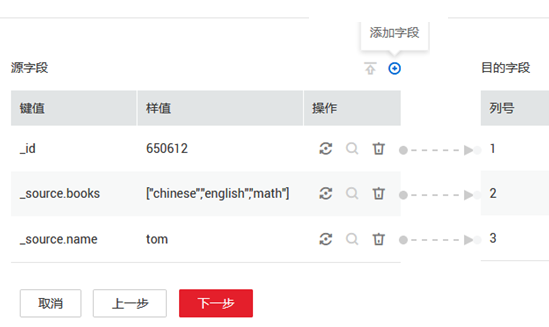 添加字段
源字段
目的字段
键值 样值 操作 列号
_id 650612 1
_source.books ["chinese","english","math"] 2
_source.name tom 3
取消 上一步 下一步